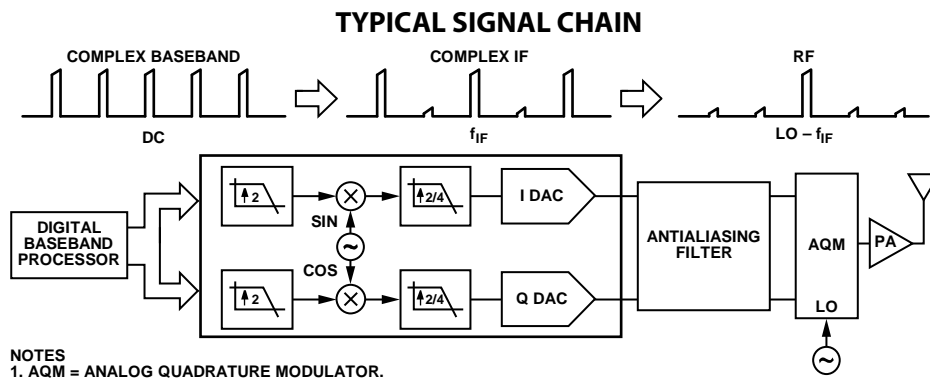 TYPICAL SIGNAL CHAIN
COMPLEX BASEBAND
COMPLEX IF
RF
DC
fIF
LO – fIF
DIGITAL
BASEBAND
PROCESSOR
2
SIN
2/4
I DAC
COS
2
2/4
Q DAC
ANTIALIASING
FILTER
AQM
LO
PA
NOTES
1. AQM = ANALOG QUADRATURE MODULATOR.